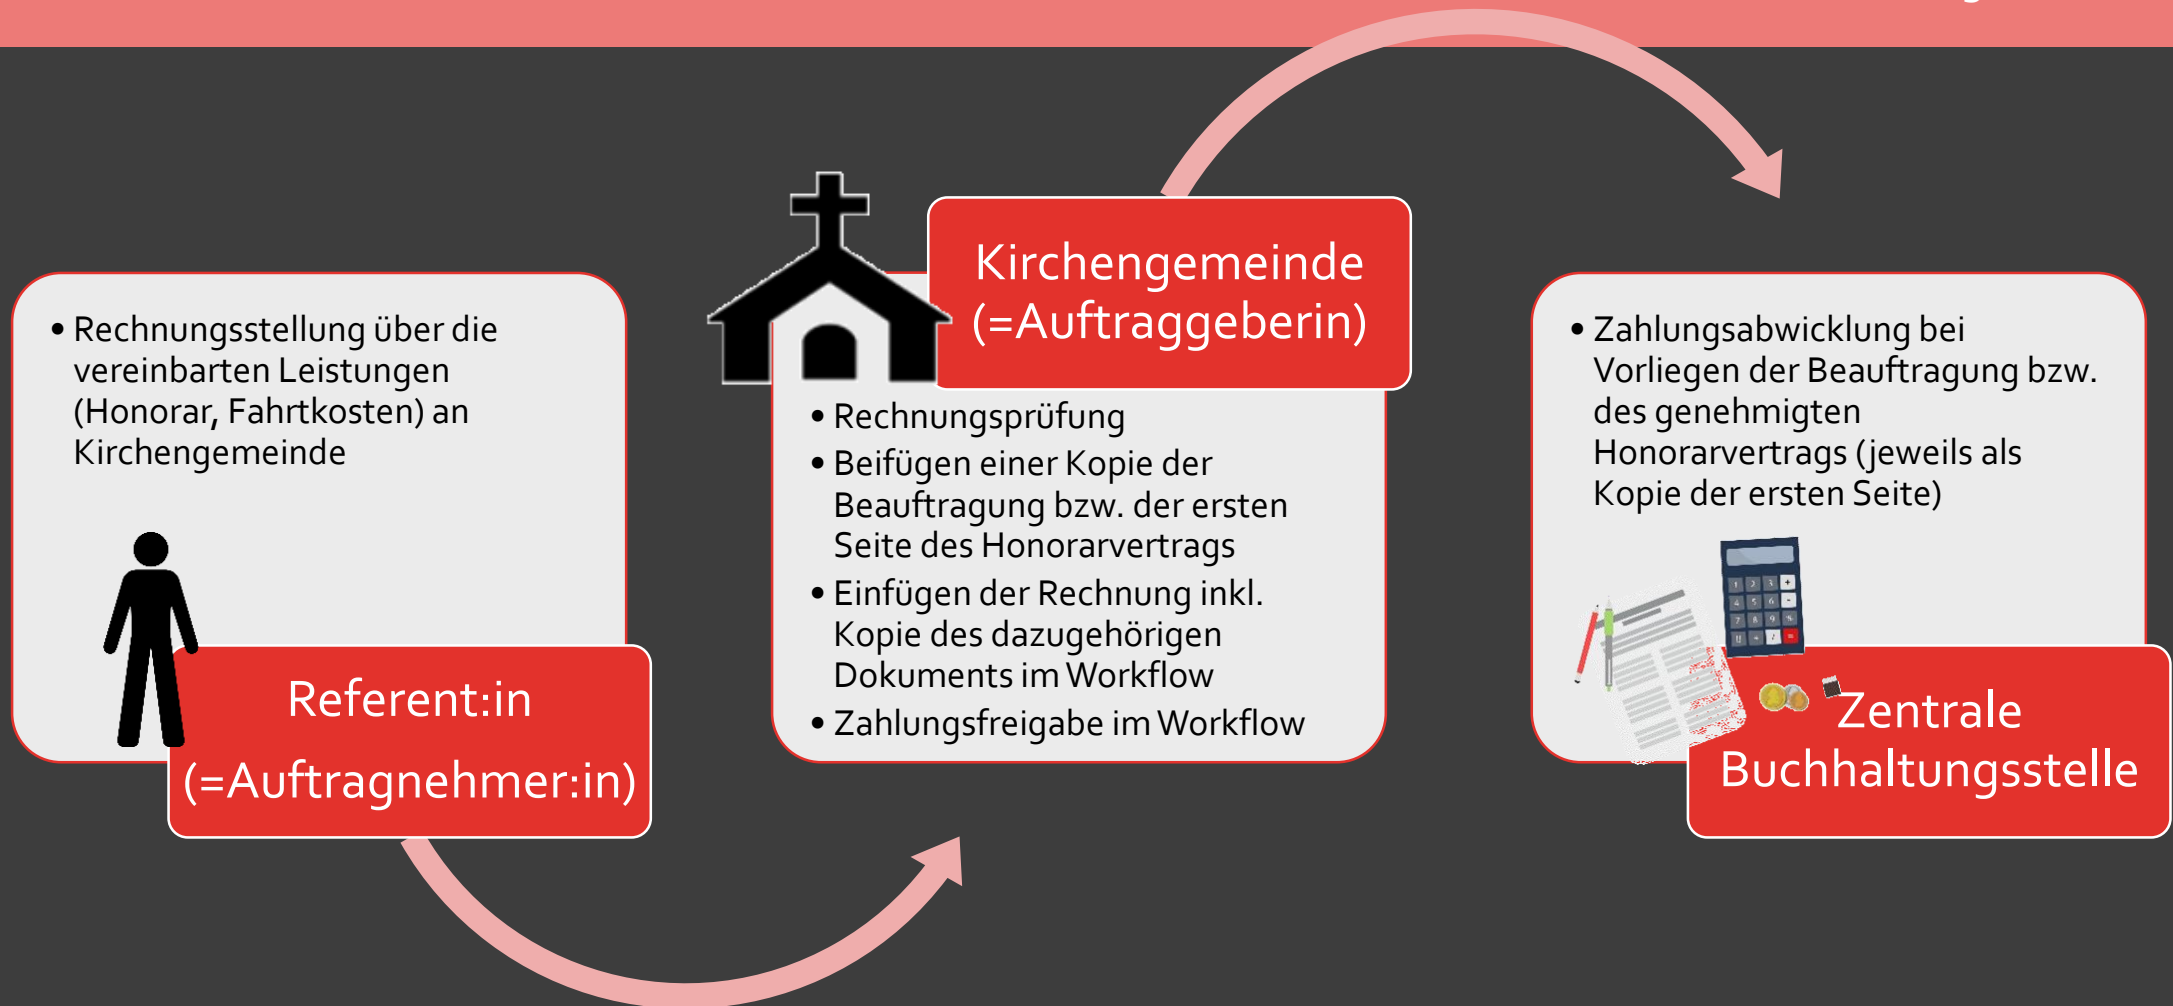 • Rechnungsstellung über die
vereinbarten Leistungen
(Honorar, Fahrtkosten) an
Kirchengemeinde
Referent:in
(=Auftragnehmer:in)
Kirchengemeinde
(=Auftraggeberin)
• Rechnungsprüfung
• Beifügen einer Kopie der
Beauftragung bzw. der ersten
Seite des Honorarvertrags
• Einfügen der Rechnung inkl.
Kopie des dazugehörigen
Dokuments im Workflow
• Zahlungsfreigabe im Workflow
• Zahlungsabwicklung bei
Vorliegen der Beauftragung bzw.
des genehmigten
Honorarvertrags (jeweils als
Kopie der ersten Seite)
Zentrale
Buchhaltungsstelle